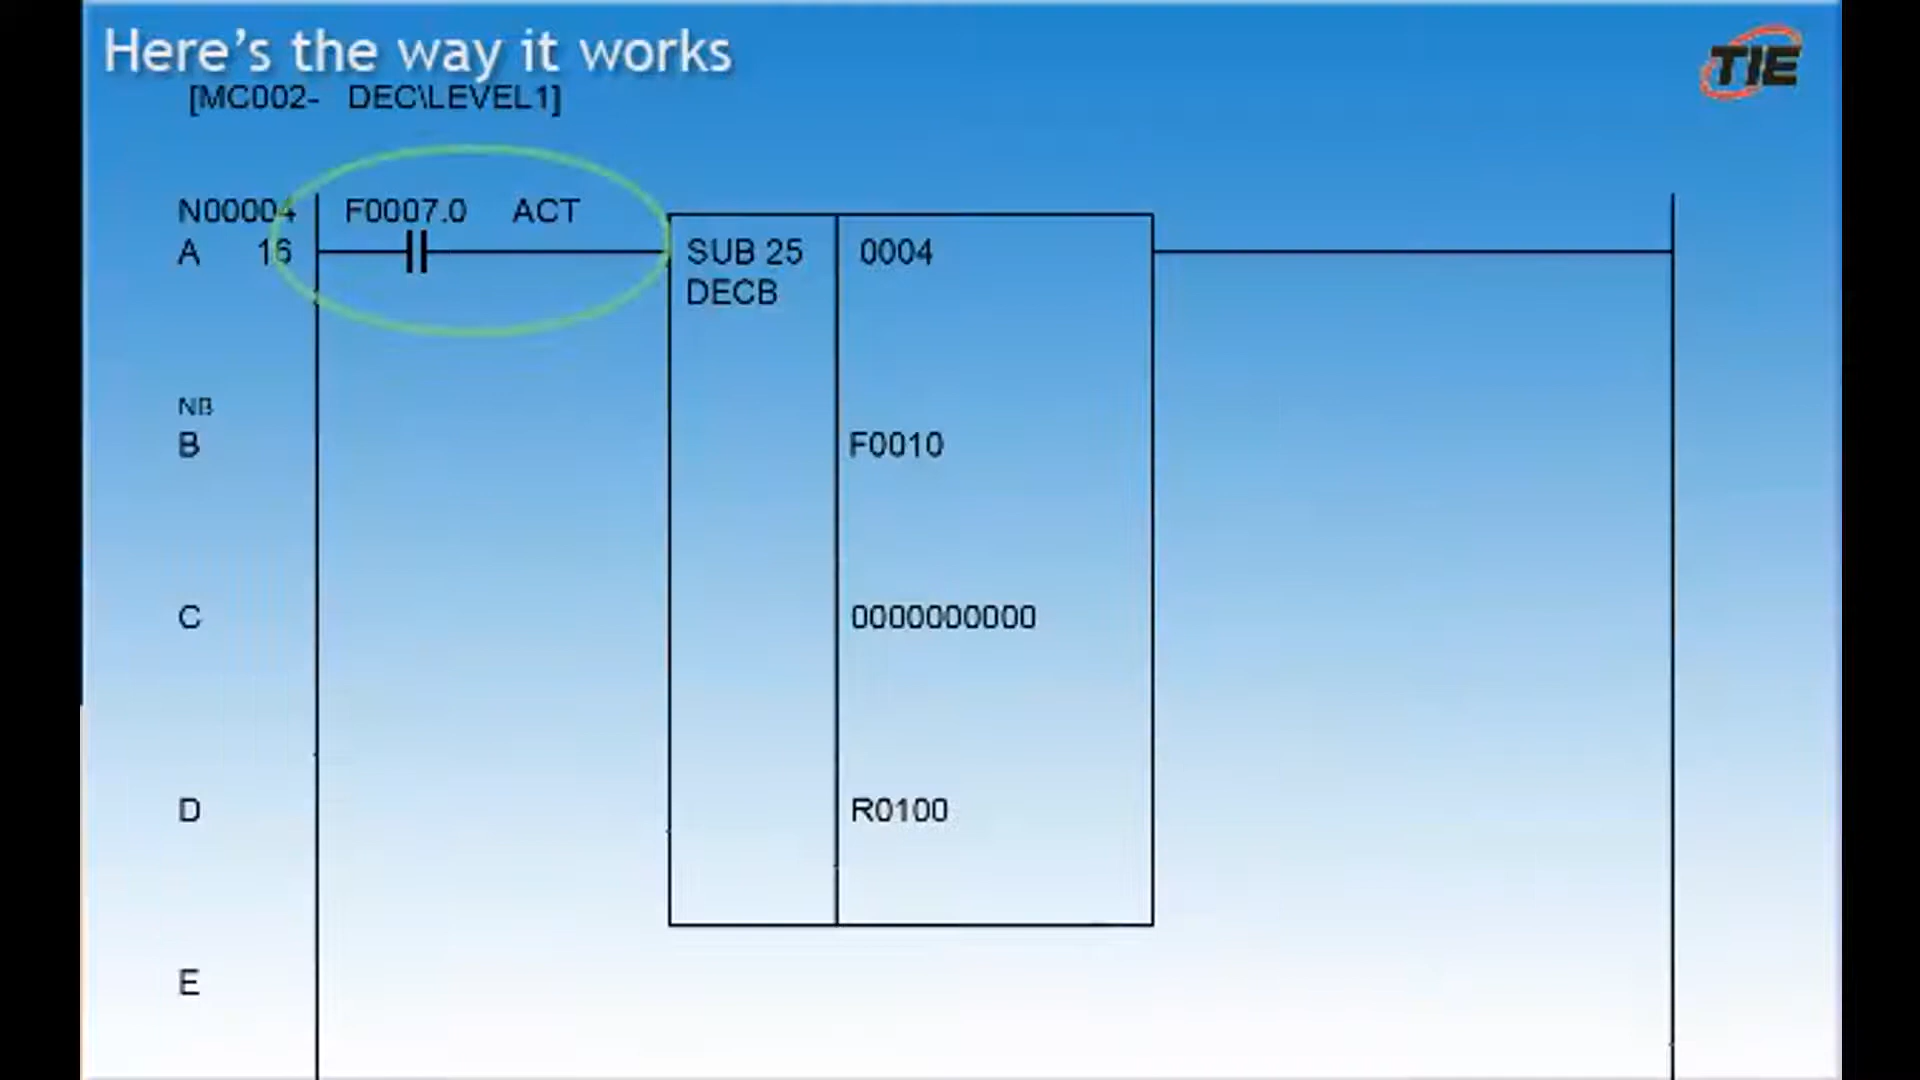 Here's the way it works
TIE
[MC002- DEC\LEVEL1]
N00004 F0007.0 ACT
A 16 SUB 25 0004
DECB
NB
B F0010
C 0000000000
D R0100
E